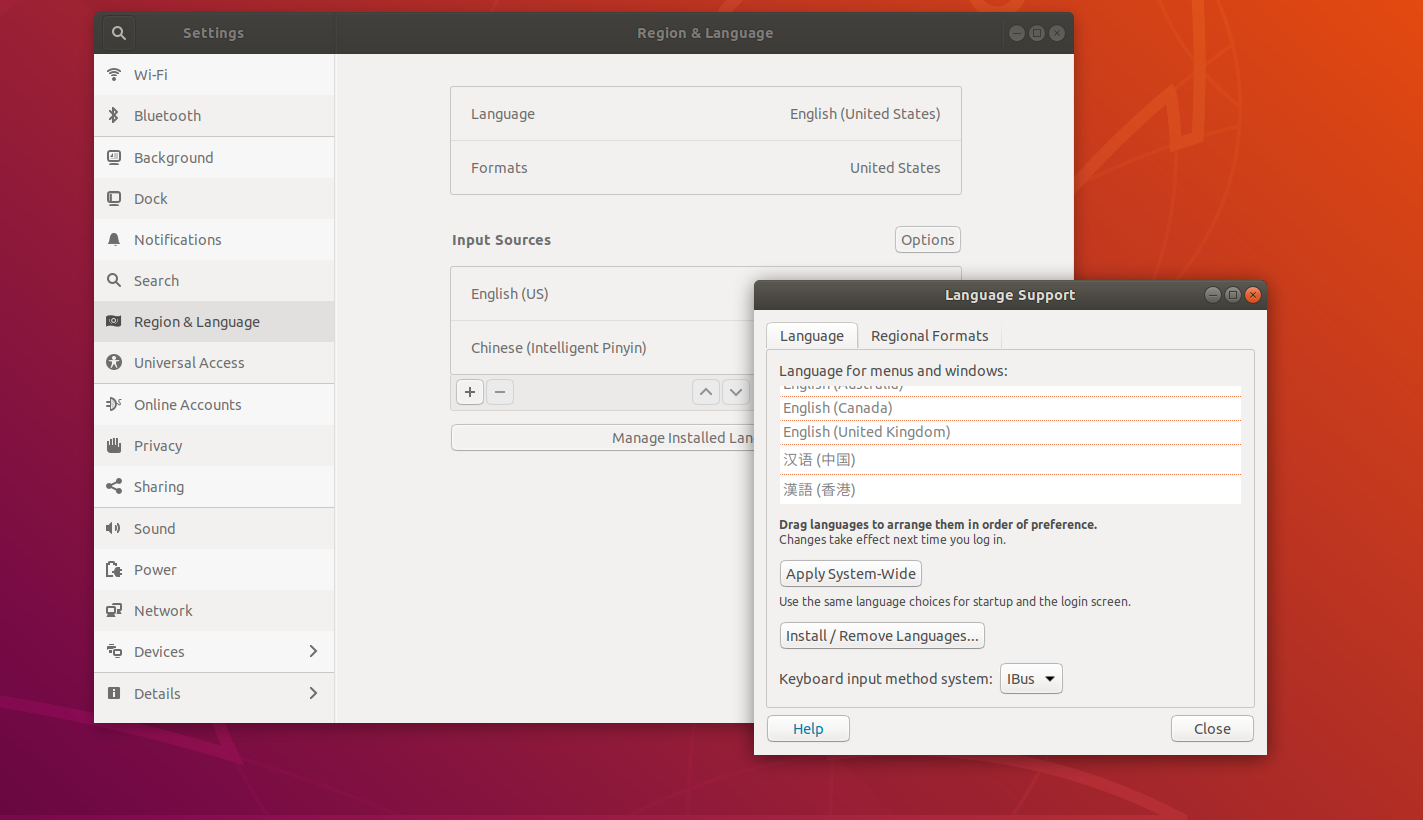 Settings
Region & Language
Wi-Fi
Bluetooth
Background
Dock
Notifications
Search
Region & Language
Universal Access
Online Accounts
Privacy
Sharing
Sound
Power
Network
Devices
Details
Language English (United States)
Formats United States
Input Sources Options
English (US)
Chinese (Intelligent Pinyin)
Manage Installed Lan
Language Support
Language Regional Formats
Language for menus and windows:
English (Australia)
English (Canada)
English (United Kingdom)
汉语 (中国)
漢語 (香港)
Drag languages to arrange them in order of preference.
Changes take effect next time you log in.
Apply System-Wide
Use the same language choices for startup and the login screen.
Install / Remove Languages...
Keyboard input method system: IBus
Help Close